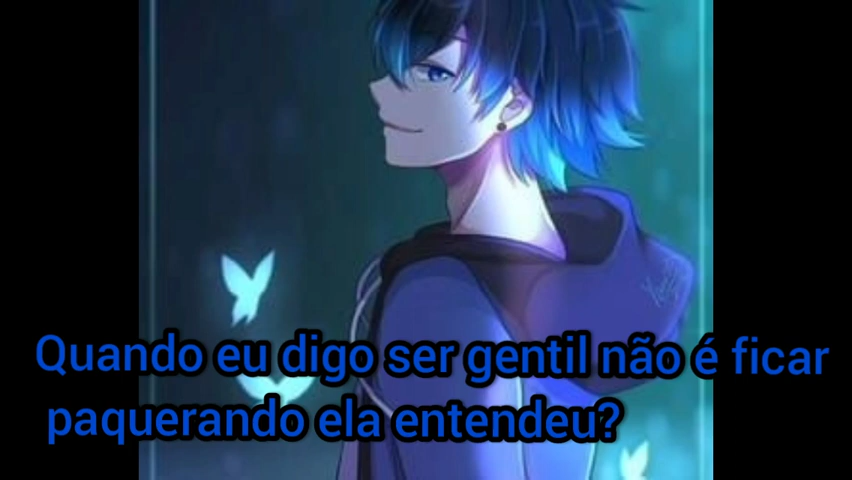 Quando eu digo ser gentil não é ficar
paquerando ela entendeu?